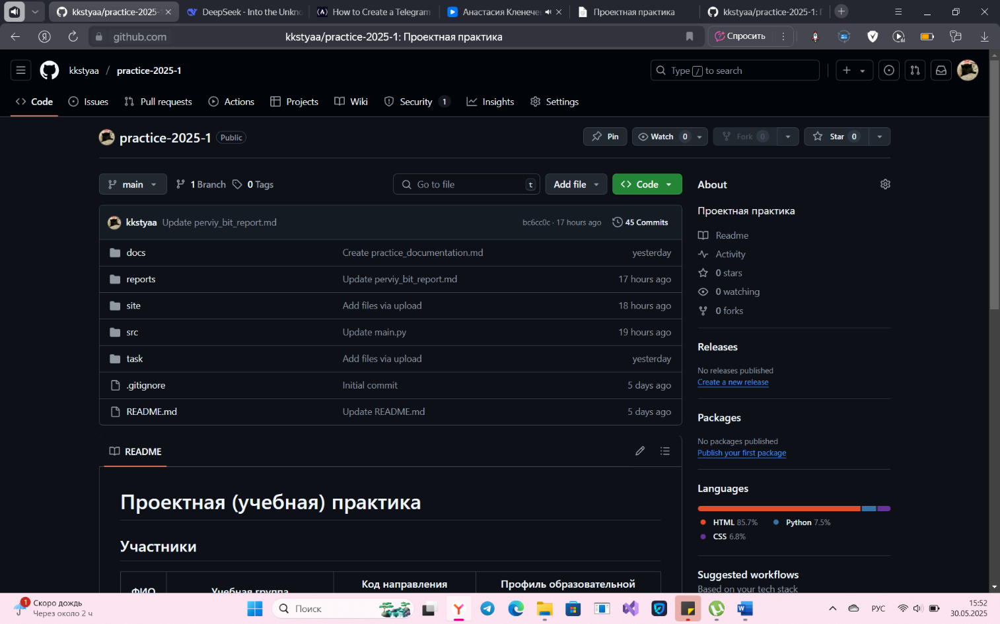 kkstyaa/practice-2025-
DeepSeek - Into the Unkno
How to Create a Telegram
Анастасия Кленече
Проектная практика
kkstyaa/practice-2025-1: Г
github.com
kkstyaa/practice-2025-1: Проектная практика
Спросить
kkstyaa / practice-2025-1
Type / to search
Code
Issues
Pull requests
Actions
Projects
Wiki
Security 1
Insights
Settings
practice-2025-1 Public
Pin
Watch 0
Fork 0
Star 0
main
1 Branch
0 Tags
Go to file t
Add file
Code
kkstyaa Update perviy_bit_report.md bc6cc0c · 17 hours ago 45 Commits
docs Create practice_documentation.md yesterday
reports Update perviy_bit_report.md 17 hours ago
site Add files via upload 18 hours ago
src Update main.py 19 hours ago
task Add files via upload yesterday
.gitignore Initial commit 5 days ago
README.md Update README.md 5 days ago
README
Проектная (учебная) практика
Участники
ФИО Учебная группа Код направления Профиль образовательной
About
Проектная практика
Readme
Activity
0 stars
0 watching
0 forks
Releases
No releases published
Create a new release
Packages
No packages published
Publish your first package
Languages
HTML 85.7% Python 7.5%
CSS 6.8%
Suggested workflows
Based on your tech stack
1
Скоро дождь
Через около 2 ч
Поиск
РУС
15:52
30.05.2025